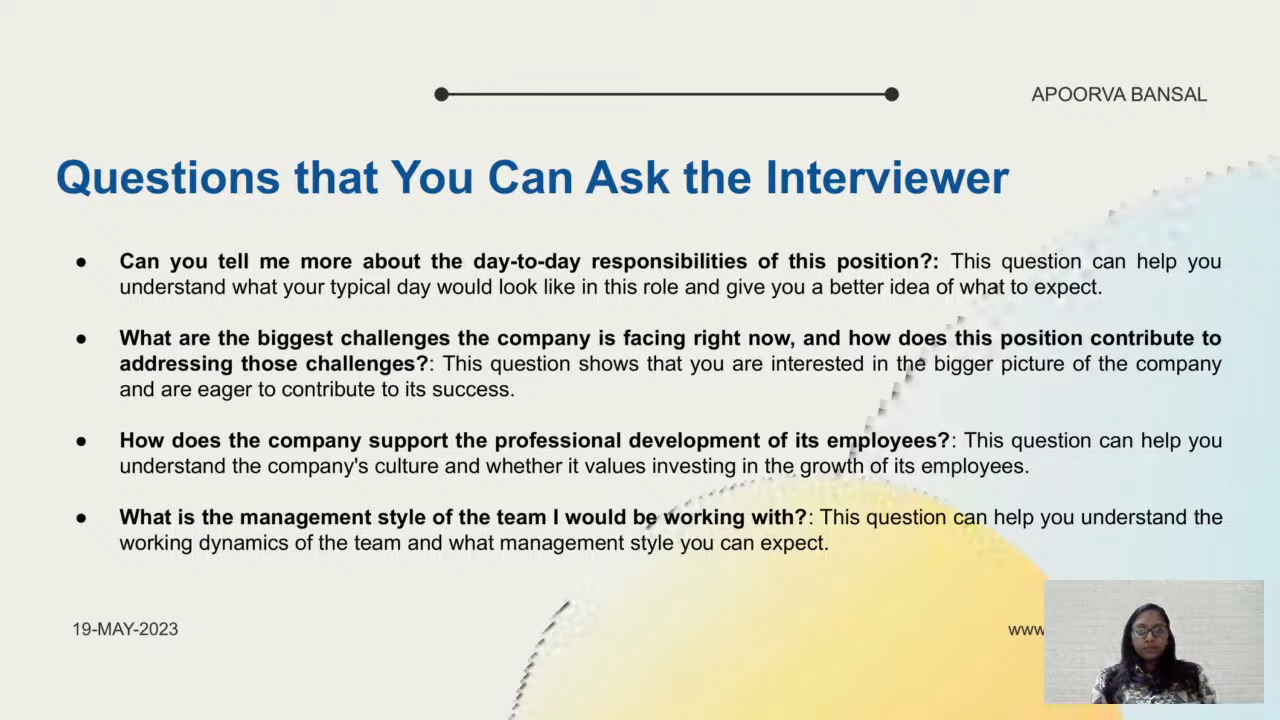 APOORVA BANSAL
Questions that You Can Ask the Interviewer
● Can you tell me more about the day-to-day responsibilities of this position?: This question can help you
understand what your typical day would look like in this role and give you a better idea of what to expect.
● What are the biggest challenges the company is facing right now, and how does this position contribute to
addressing those challenges?: This question shows that you are interested in the bigger picture of the company
and are eager to contribute to its success.
● How does the company support the professional development of its employees?: This question can help you
understand the company's culture and whether it values investing in the growth of its employees.
● What is the management style of the team I would be working with?: This question can help you understand the
working dynamics of the team and what management style you can expect.
19-MAY-2023
www